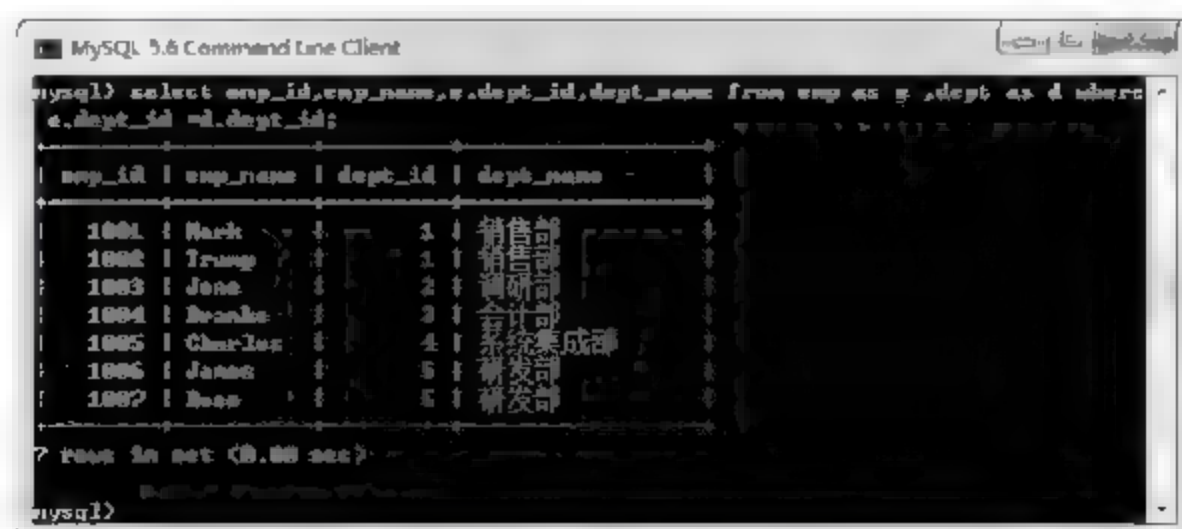 MySQL 5.6 Command Line Client
mysql> select emp_id,emp_name,e.dept_id,dept_name from emp as e ,dept as d where
e.dept_id =d.dept_id;
| emp_id | emp_name | dept_id | dept_name |
| 1001 | Mark | 1 | 销售部 |
| 1002 | Trump | 1 | 销售部 |
| 1003 | Jone | 2 | 调研部 |
| 1004 | | 3 | 会计部 |
| 1005 | Charles | 4 | 系统集成部 |
| 1006 | James | 5 | 研发部 |
| 1007 | | 5 | 研发部 |
7 rows in set (0.00 sec)
mysql>